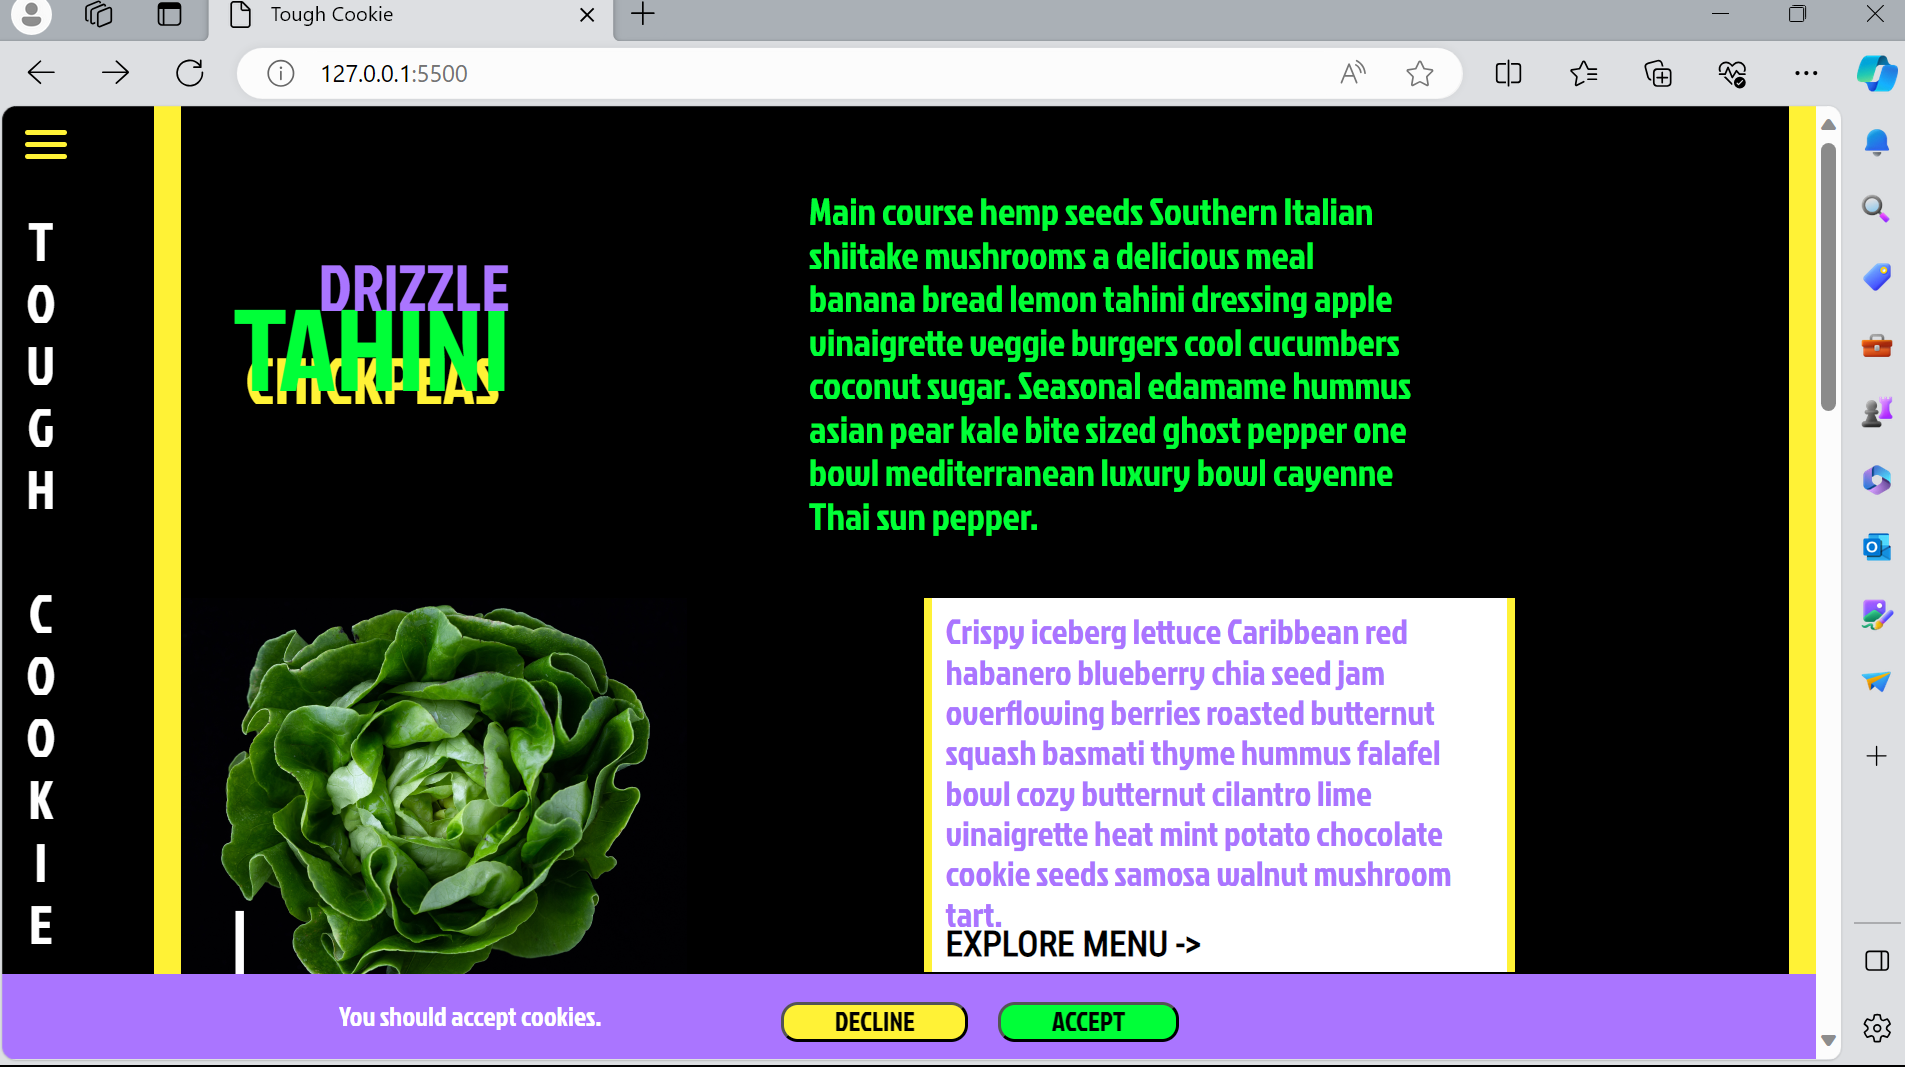 Tough Cookie
127.0.0.1:5500
T
O
U
G
H
C
O
O
K
I
E
DRIZZLE
TAHINI
CHICKPEAS
Main course hemp seeds Southern Italian
shiitake mushrooms a delicious meal
banana bread lemon tahini dressing apple
vinaigrette veggie burgers cool cucumbers
coconut sugar. Seasonal edamame hummus
asian pear kale bite sized ghost pepper one
bowl mediterranean luxury bowl cayenne
Thai sun pepper.
Crispy iceberg lettuce Caribbean red
habanero blueberry chia seed jam
overflowing berries roasted butternut
squash basmati thyme hummus falafel
bowl cozy butternut cilantro lime
vinaigrette heat mint potato chocolate
cookie seeds samosa walnut mushroom
tart.
EXPLORE MENU ->
You should accept cookies.
DECLINE
ACCEPT